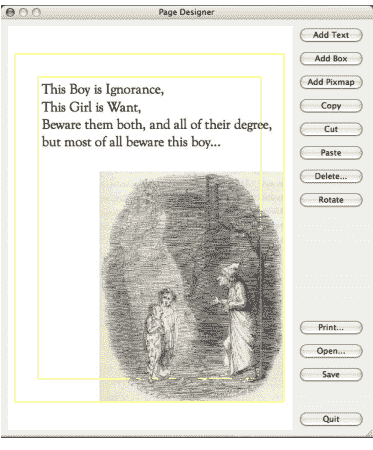 Page Designer
Add Text
Add Box
Add Pixmap
Copy
Cut
Paste
Delete...
Rotate
Print...
Open...
Save
Quit
This Boy is Ignorance,
This Girl is Want,
Beware them both, and all of their degree,
but most of all beware this boy...